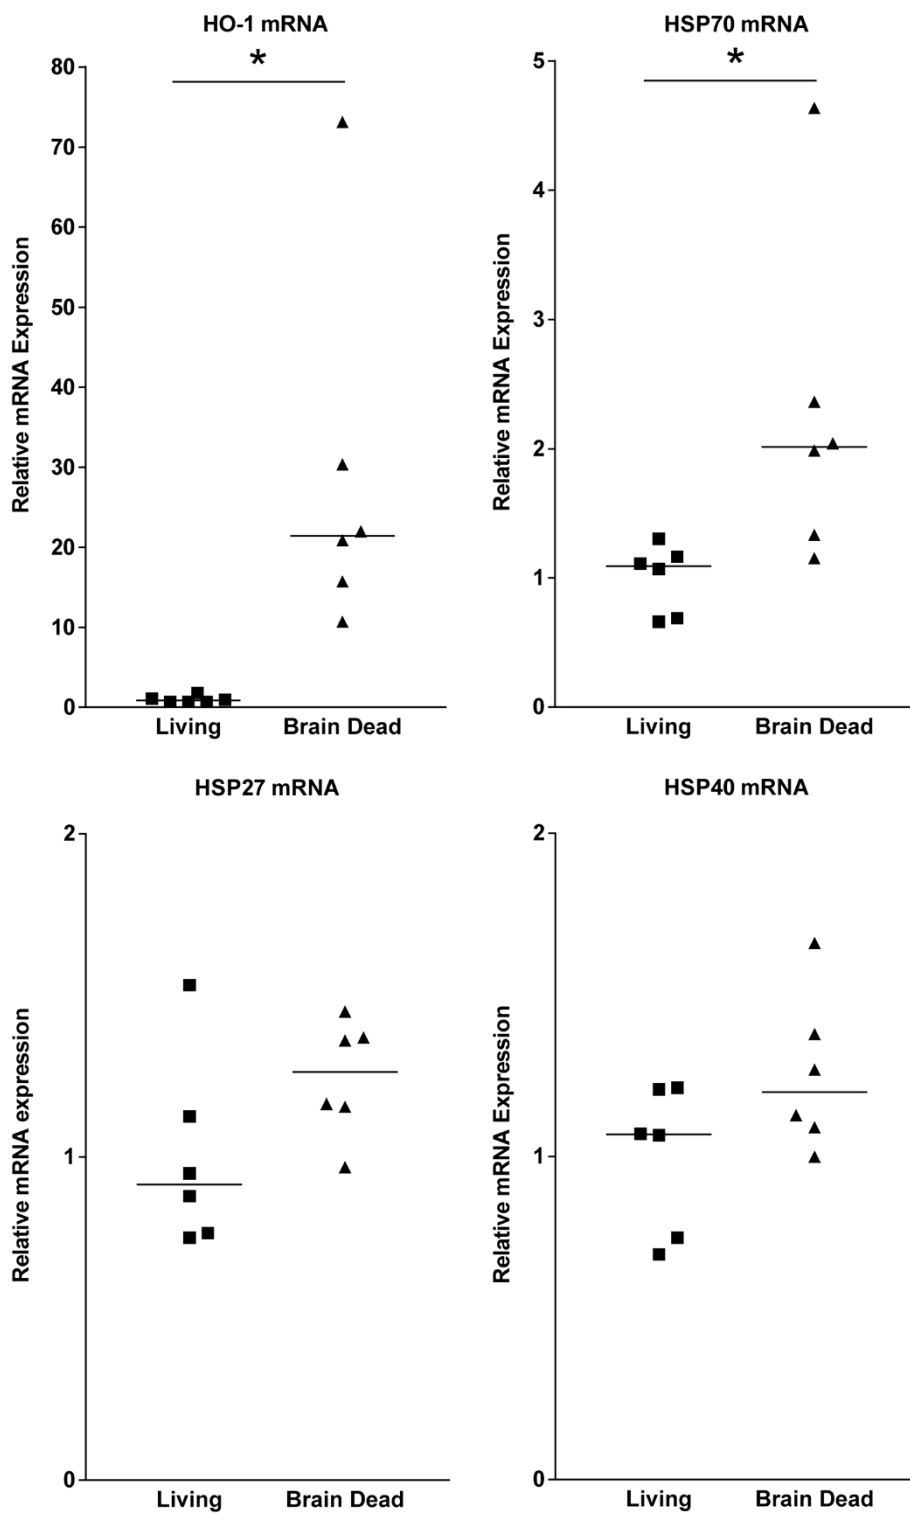 HO-1 mRNA
*
Relative mRNA Expression
80
70
60
50
40
30
20
10
0
Living Brain Dead
HSP70 mRNA
*
Relative mRNA Expression
5
4
3
2
1
0
Living Brain Dead
HSP27 mRNA
Relative mRNA expression
2
1
0
Living Brain Dead
HSP40 mRNA
Relative mRNA Expression
2
1
0
Living Brain Dead